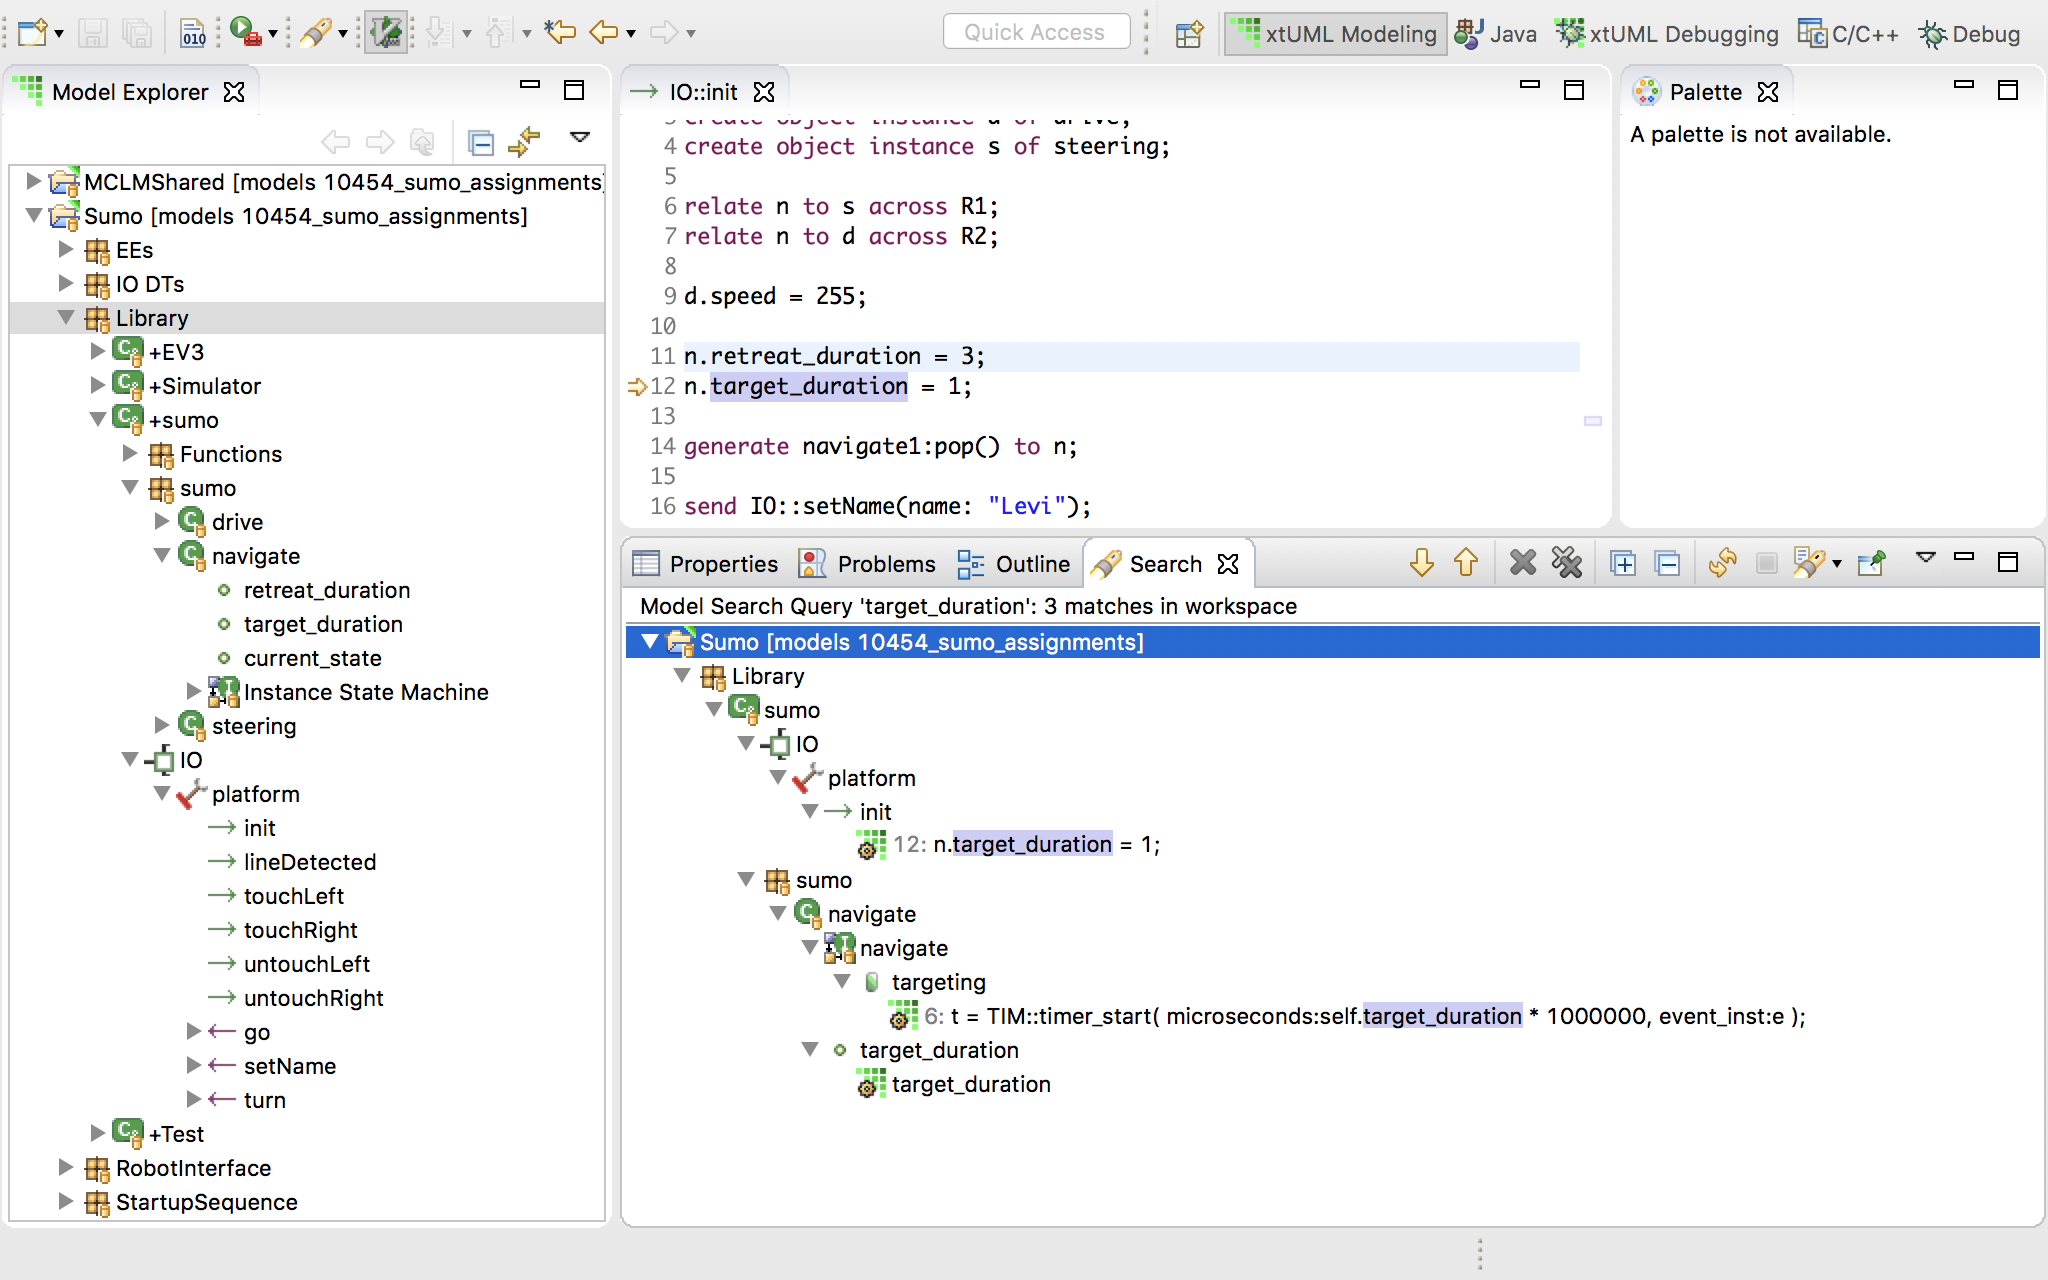 010
Quick Access
xtUML Modeling
Java
xtUML Debugging
C/C++
Debug
Model Explorer
MCLMShared [models 10454_sumo_assignments]
Sumo [models 10454_sumo_assignments]
EEs
IO DTs
Library
+EV3
+Simulator
+sumo
Functions
sumo
drive
navigate
retreat_duration
target_duration
current_state
Instance State Machine
steering
IO
platform
init
lineDetected
touchLeft
touchRight
untouchLeft
untouchRight
go
setName
turn
+Test
RobotInterface
StartupSequence
IO::init
3 create object instance d of drive;
4 create object instance s of steering;
5
6 relate n to s across R1;
7 relate n to d across R2;
8
9 d.speed = 255;
10
11 n.retreat_duration = 3;
12 n.target_duration = 1;
13
14 generate navigate1:pop() to n;
15
16 send IO::setName(name: "Levi");
Palette
A palette is not available.
Properties
Problems
Outline
Search
Model Search Query 'target_duration': 3 matches in workspace
Sumo [models 10454_sumo_assignments]
Library
sumo
IO
platform
init
12: n.target_duration = 1;
sumo
navigate
navigate
targeting
6: t = TIM::timer_start( microseconds:self.target_duration * 1000000, event_inst:e );
target_duration
target_duration